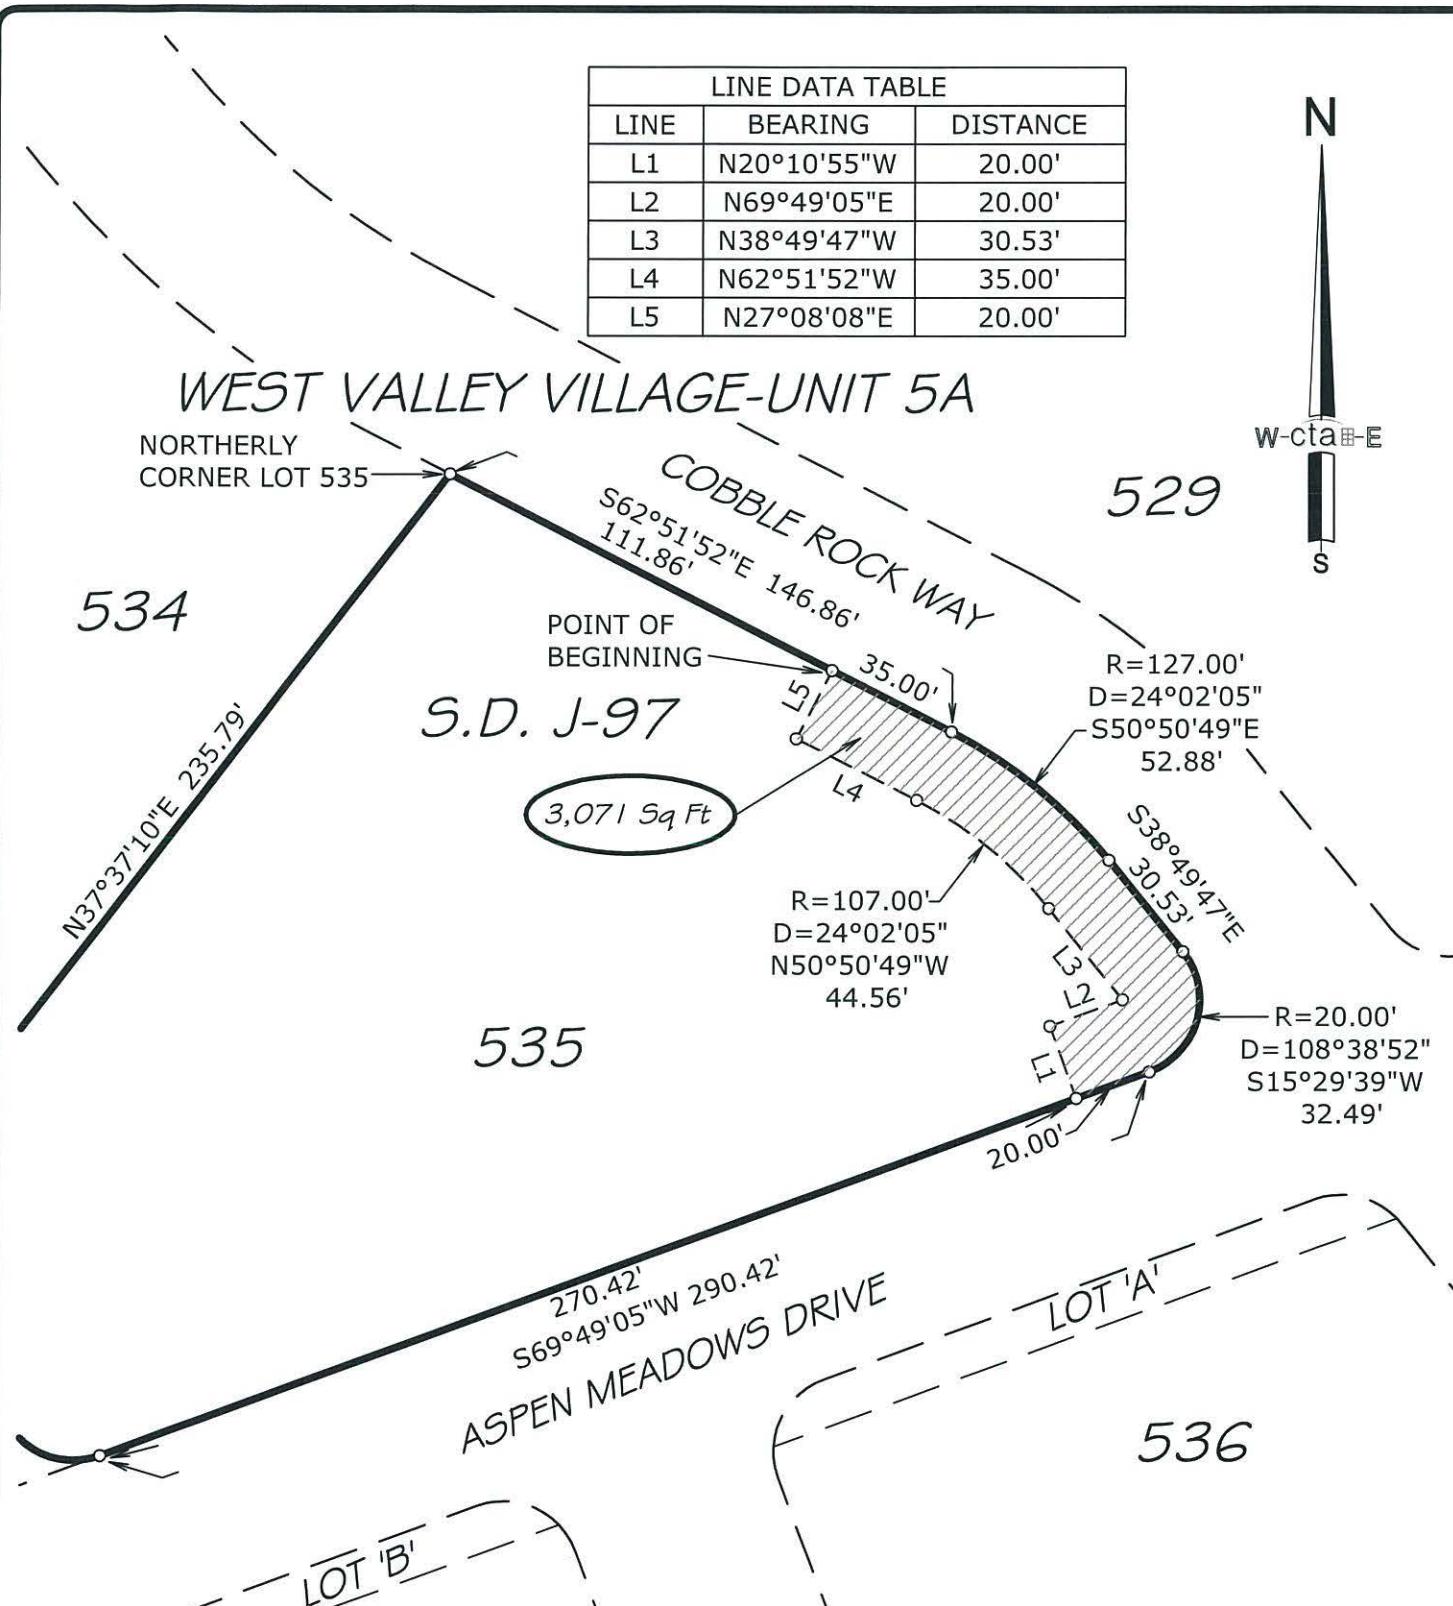 LINE DATA TABLE
LINE BEARING DISTANCE
L1 N20°10'55"W 20.00'
L2 N69°49'05"E 20.00'
L3 N38°49'47"W 30.53'
L4 N62°51'52"W 35.00'
L5 N27°08'08"E 20.00'
N
W-cta-E
S
WEST VALLEY VILLAGE-UNIT 5A
NORTHERLY
CORNER LOT 535
COBBLE ROCK WAY
529
S62°51'52"E 146.86'
111.86'
534
POINT OF
BEGINNING
35.00'
R=127.00'
D=24°02'05"
S50°50'49"E
52.88'
L5
S.D. J-97
N37°37'10"E 235.79'
L4
3,071 Sq Ft
S38°49'47"E
30.53'
R=107.00'
D=24°02'05"
N50°50'49"W
44.56'
L3
L2
L1
535
R=20.00'
D=108°38'52"
S15°29'39"W
32.49'
20.00'
270.42'
S69°49'05"W 290.42'
ASPEN MEADOWS DRIVE
LOT 'A'
536
LOT 'B'